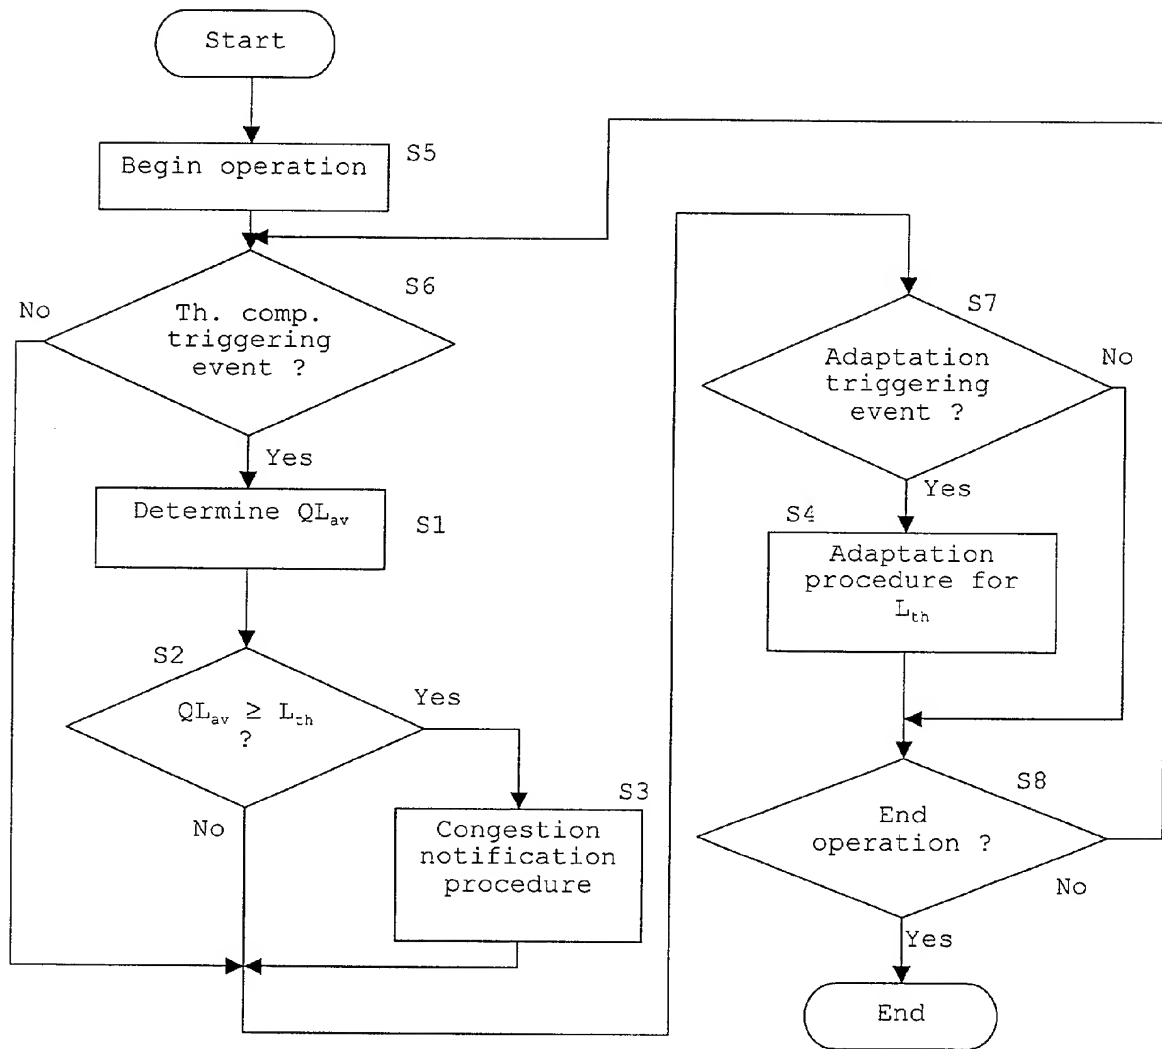 Start
Begin operation
S5
S6
No
Th. comp.
triggering
event ?
Yes
Determine QLav
S1
S2
QLav ≥ Lth
?
Yes
No
S3
Congestion
notification
procedure
S7
Adaptation
triggering
event ?
No
Yes
S4
Adaptation
procedure for
Lth
S8
End
operation ?
No
Yes
End